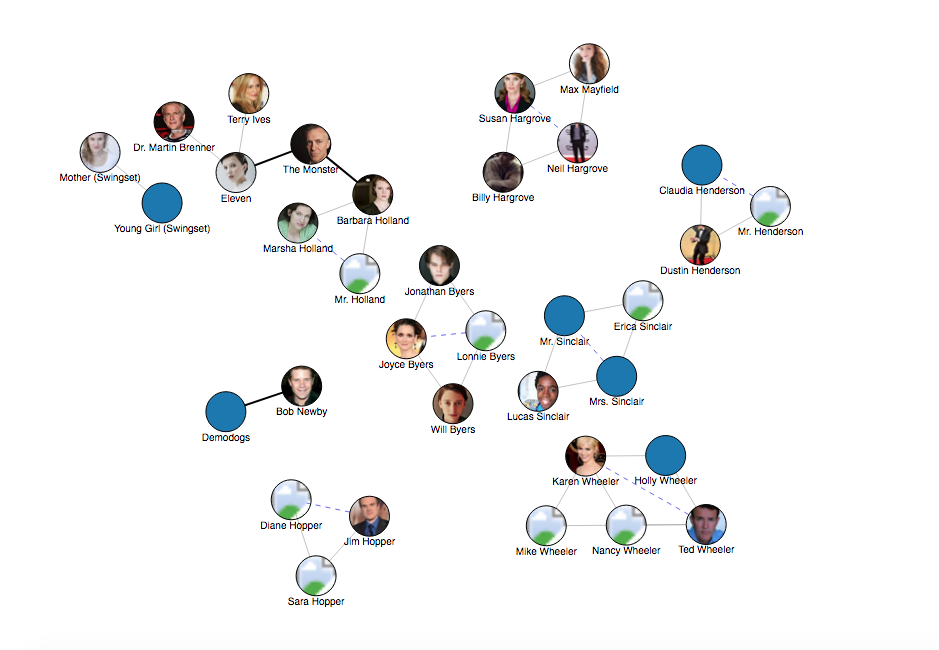 Max Mayfield
Terry Ives
Susan Hargrove
Dr. Martin Brenner
The Monster
Neil Hargrove
Mother (Swingset)
Eleven
Billy Hargrove
Claudia Henderson
Barbara Holland
Young Girl (Swingset)
Mr. Henderson
Marsha Holland
Dustin Henderson
Jonathan Byers
Mr. Holland
Erica Sinclair
Mr. Sinclair
Lonnie Byers
Joyce Byers
Mrs. Sinclair
Bob Newby
Lucas Sinclair
Will Byers
Demodogs
Karen Wheeler
Holly Wheeler
Diane Hopper
Jim Hopper
Mike Wheeler
Nancy Wheeler
Ted Wheeler
Sara Hopper